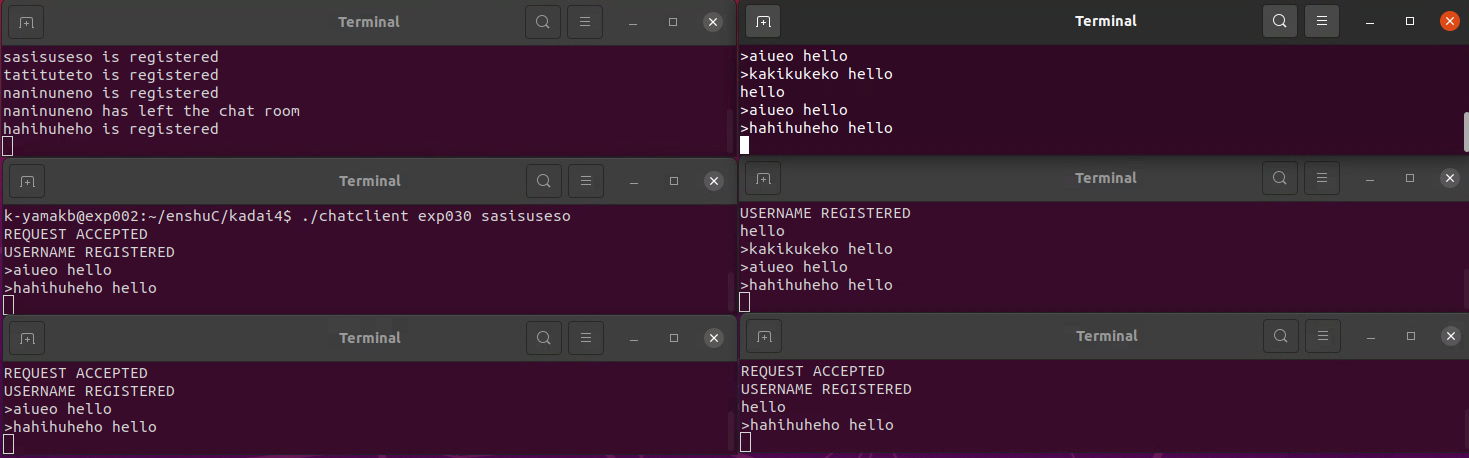 Terminal
sasisuseso is registered
tatituteto is registered
naninuneno is registered
naninuneno has left the chat room
hahihuheho is registered
Terminal
>aiueo hello
>kakikukeko hello
hello
>aiueo hello
>hahihuheho hello
Terminal
k-yamakb@exp002:~/enshuC/kadai4$ ./chatclient exp030 sasisuseso
REQUEST ACCEPTED
USERNAME REGISTERED
>aiueo hello
>hahihuheho hello
Terminal
USERNAME REGISTERED
hello
>kakikukeko hello
>aiueo hello
>hahihuheho hello
Terminal
REQUEST ACCEPTED
USERNAME REGISTERED
>aiueo hello
>hahihuheho hello
Terminal
REQUEST ACCEPTED
USERNAME REGISTERED
hello
>hahihuheho hello